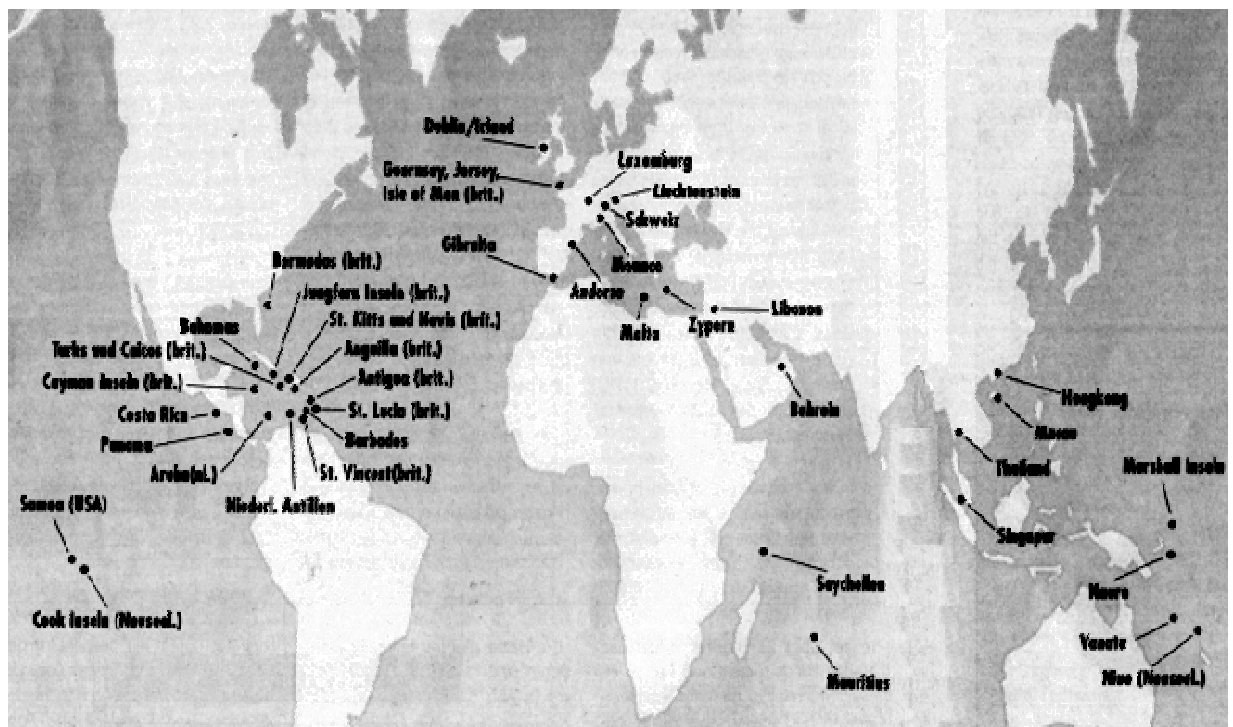 Dublin/Irland
Guernsey, Jersey,
Isle of Man (brit.)
Luxemburg
Liechtenstein
Schweiz
Gibralta
Monaco
Andorra
Malta
Zypern
Libanon
Bermudas (brit.)
Jungfern Inseln (brit.)
St. Kitts and Nevis (brit.)
Bahamas
Turks und Caicos (brit.)
Anguilla (brit.)
Cayman Inseln (brit.)
Antigua (brit.)
Costa Rica
St. Lucia (brit.)
Panama
Barbados
Aruba(nl.)
St. Vincent(brit.)
Niederl. Antillen
Bahrain
Hongkong
Macau
Thailand
Marshall Inseln
Singapur
Samoa (USA)
Cook Inseln (Neuseel.)
Seychellen
Mauritius
Nauru
Vanuatu
Niue (Neuseel.)